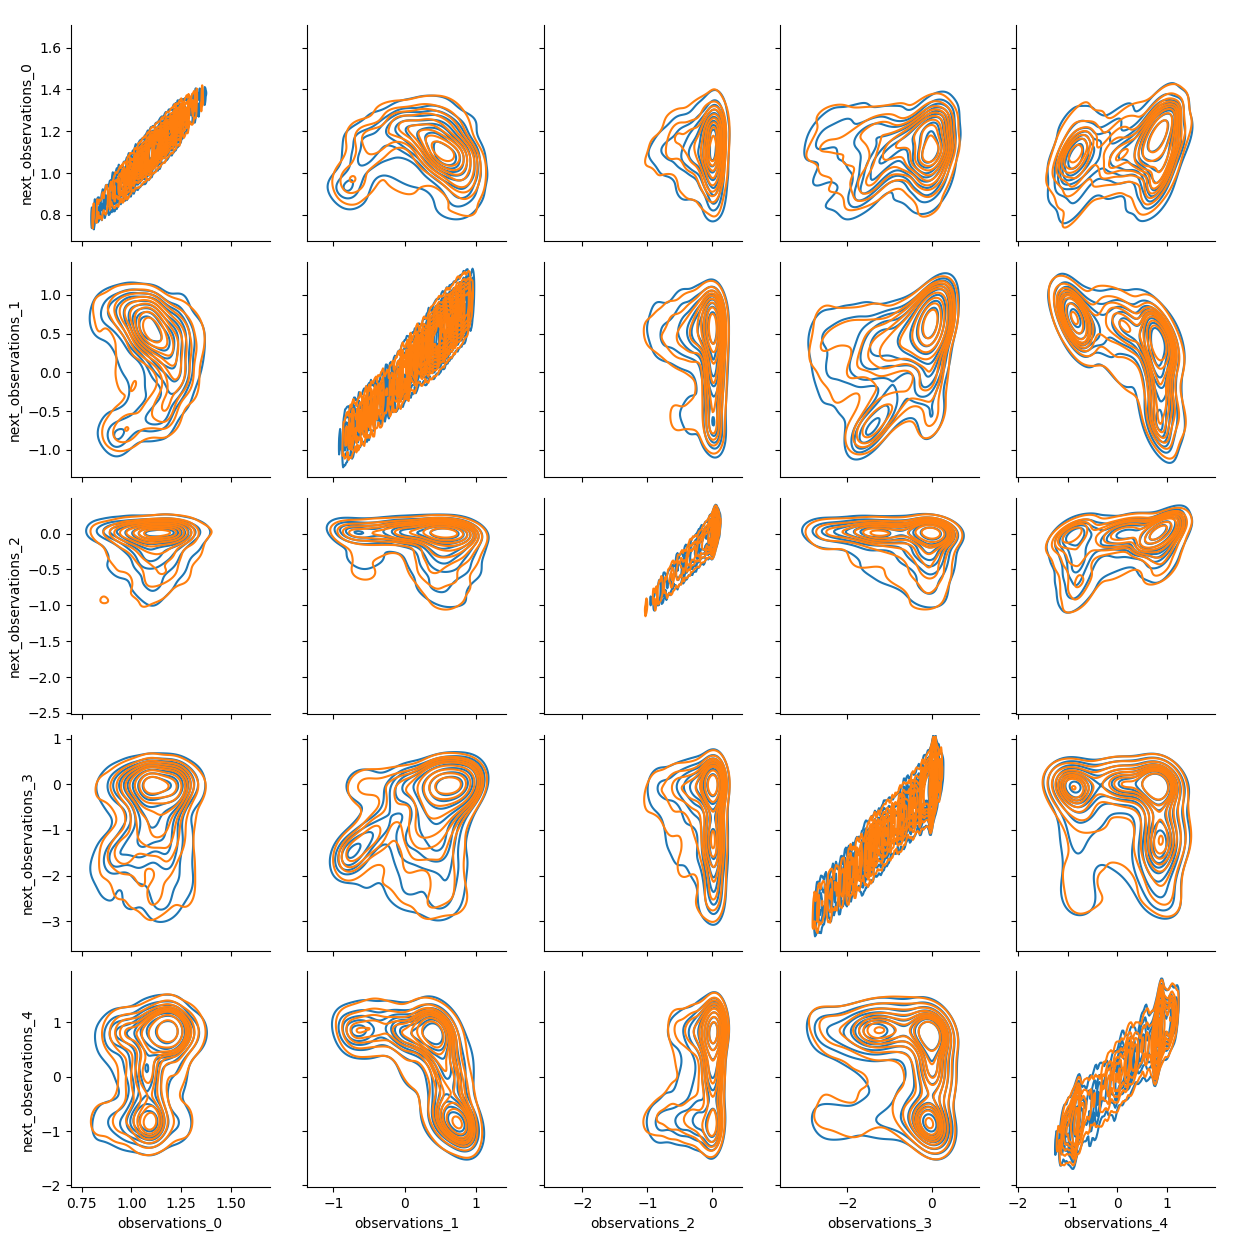 next_observations_0
1.6
1.4
1.2
1.0
0.8
next_observations_1
1.0
0.5
0.0
−0.5
−1.0
next_observations_2
0.0
−0.5
−1.0
−1.5
−2.0
−2.5
next_observations_3
1
0
−1
−2
−3
next_observations_4
1
0
−1
−2
0.75 1.00 1.25 1.50
−1 0 1
−2 −1 0
−2 0
−2 −1 0 1
observations_0
observations_1
observations_2
observations_3
observations_4